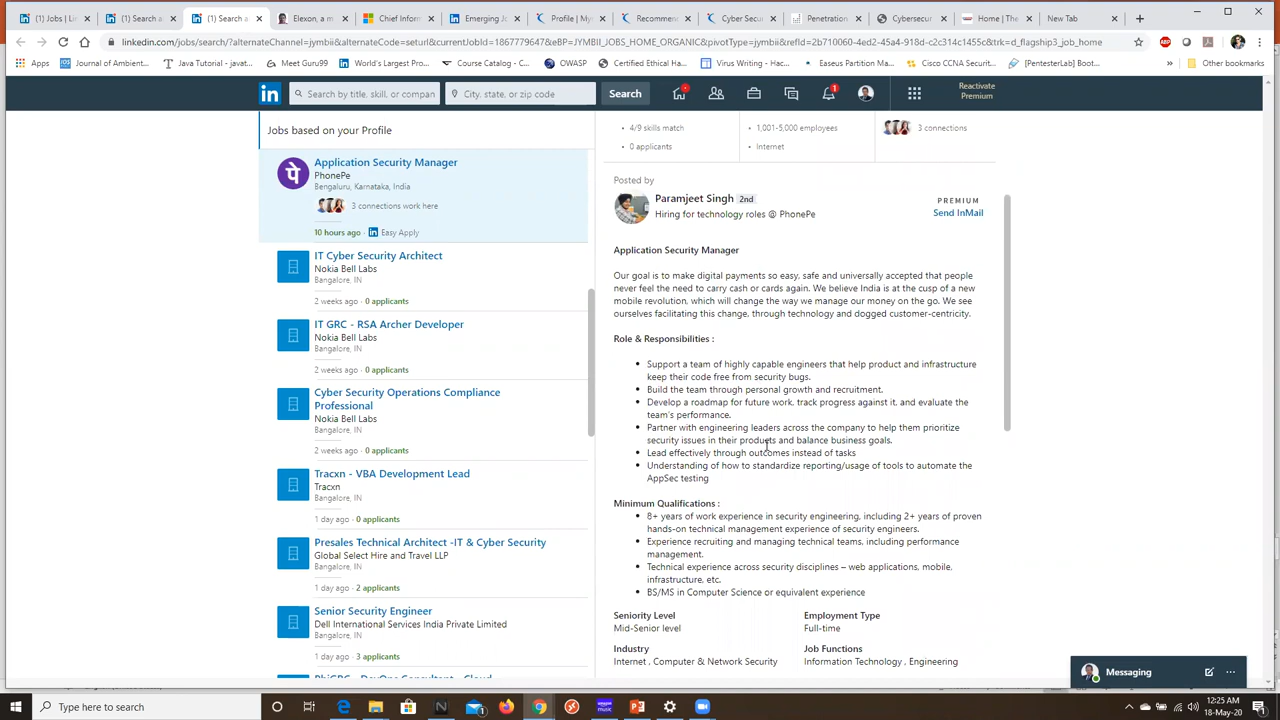 (1) Jobs | Lin
(1) Search a
(1) Search a
Elexon, a m
Chief Inform
Emerging Jo
Profile | My
Recommen
Cyber Secur
Penetration
Cybersecur
Home | The
New Tab
linkedin.com/jobs/search/?alternateChannel=jymbii&alternateCode=seturl&currentJobId=1867779647&eBP=JYMBII_JOBS_HOME_ORGANIC&pivotType=jymbii&refId=2b710060-4ed2-45a4-918d-c2c314c1455c&trk=d_flagship3_job_home
Apps
Journal of Ambient...
Java Tutorial - javat...
Meet Guru99
World's Largest Pro...
Course Catalog - C...
OWASP
Certified Ethical Ha...
Virus Writing - Hac...
Easeus Partition Ma...
Cisco CCNA Securit...
[PentesterLab] Boot...
Other bookmarks
Search by title, skill, or compan
City, state, or zip code
Search
1
Reactivate
Premium
Jobs based on your Profile
Application Security Manager
PhonePe
Bengaluru, Karnataka, India
3 connections work here
10 hours ago · Easy Apply
IT Cyber Security Architect
Nokia Bell Labs
Bangalore, IN
2 weeks ago · 0 applicants
IT GRC - RSA Archer Developer
Nokia Bell Labs
Bangalore, IN
2 weeks ago · 0 applicants
Cyber Security Operations Compliance
Professional
Nokia Bell Labs
Bangalore, IN
2 weeks ago · 0 applicants
Tracxn - VBA Development Lead
Tracxn
Bangalore, IN
1 day ago · 0 applicants
Presales Technical Architect -IT & Cyber Security
Global Select Hire and Travel LLP
Bangalore, IN
1 day ago · 2 applicants
Senior Security Engineer
Dell International Services India Private Limited
Bangalore, IN
1 day ago · 3 applicants
• 4/9 skills match
• 0 applicants
• 1,001-5,000 employees
• Internet
3 connections
Posted by
Paramjeet Singh 2nd
Hiring for technology roles @ PhonePe
PREMIUM
Send InMail
Application Security Manager
Our goal is to make digital payments so easy, safe and universally accepted that people
never feel the need to carry cash or cards again. We believe India is at the cusp of a new
mobile revolution, which will change the way we manage our money on the go. We see
ourselves facilitating this change, through technology and dogged customer-centricity.
Role & Responsibilities :
• Support a team of highly capable engineers that help product and infrastructure
keep their code free from security bugs.
• Build the team through personal growth and recruitment.
• Develop a roadmap for future work, track progress against it, and evaluate the
team's performance.
• Partner with engineering leaders across the company to help them prioritize
security issues in their products and balance business goals.
• Lead effectively through outcomes instead of tasks
• Understanding of how to standardize reporting/usage of tools to automate the
AppSec testing
Minimum Qualifications :
• 8+ years of work experience in security engineering, including 2+ years of proven
hands-on technical management experience of security engineers.
• Experience recruiting and managing technical teams, including performance
management.
• Technical experience across security disciplines – web applications, mobile,
infrastructure, etc.
• BS/MS in Computer Science or equivalent experience
Seniority Level
Mid-Senior level
Employment Type
Full-time
Industry
Internet , Computer & Network Security
Job Functions
Information Technology , Engineering
Messaging
Type here to search
12:25 AM
18-May-20